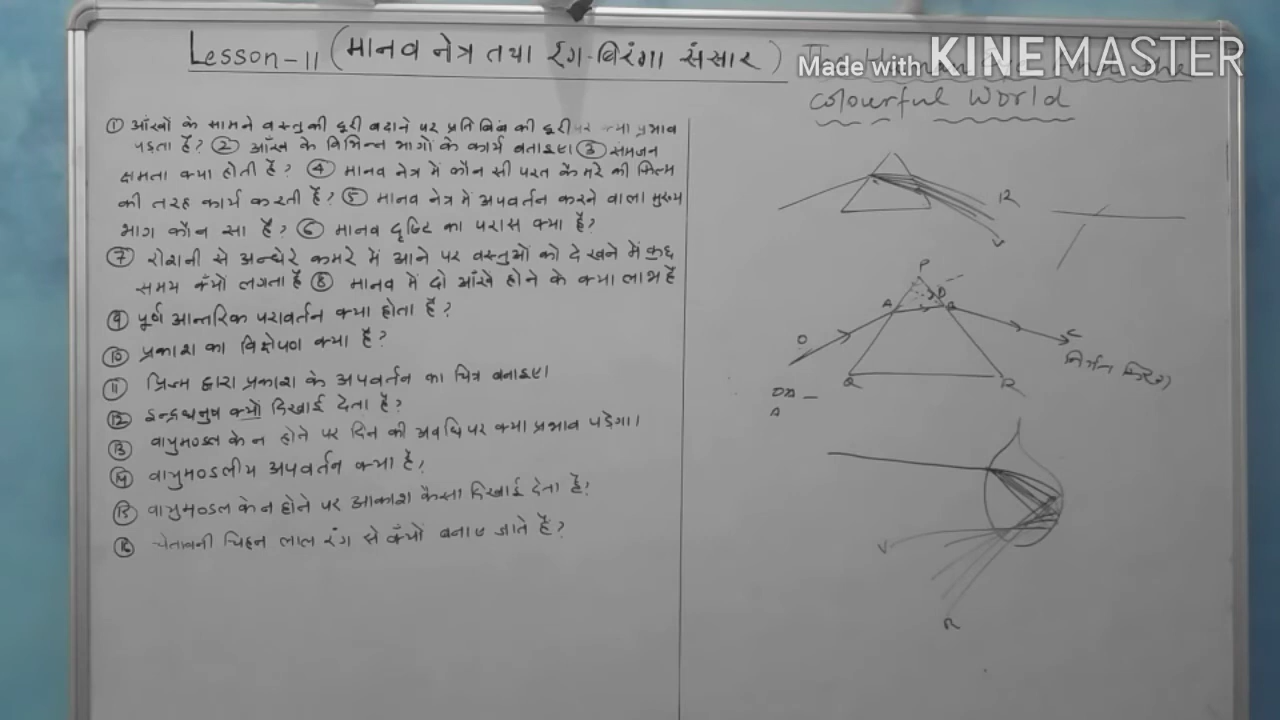 Lesson-11 (मानव नेत्र तथा रंग-बिरंगा संसार)
Made with KINEMASTER
colourful World
① आँखों के सामने वस्तु की दूरी बढ़ाने पर प्रतिबिंब की दूरी पर क्या प्रभाव
पड़ता है? ② आँख के विभिन्न भागों के कार्य बताइए। ③ समंजन
क्षमता क्या होती है? ④ मानव नेत्र में कौन सी परत कैमरे की फिल्म
की तरह कार्य करती है? ⑤ मानव नेत्र में अपवर्तन करने वाला मुख्य
भाग कौन सा है? ⑥ मानव दृष्टि का परास क्या है?
⑦ रोशनी से अन्धेरे कमरे में आने पर वस्तुओं को देखने में कुछ
समय क्यों लगता है ⑧ मानव में दो आँखे होने के क्या लाभ है
⑨ पूर्ण आन्तरिक परावर्तन क्या होता है?
⑩ प्रकाश का विक्षेपण क्या है?
⑪ प्रिज्म द्वारा प्रकाश के अपवर्तन का चित्र बनाइए।
⑫ इन्द्रधनुष क्यों दिखाई देता है?
⑬ वायुमण्डल के न होने पर दिन की अवधि पर क्या प्रभाव पड़ेगा।
⑭ वायुमण्डलीय अपवर्तन क्या है?
⑮ वायुमण्डल के न होने पर आकाश कैसा दिखाई देता है?
⑯ चेतावनी चिहन लाल रंग से क्यों बनाए जाते है?
R
V
P
A
D
O
C
Q
R
V
R